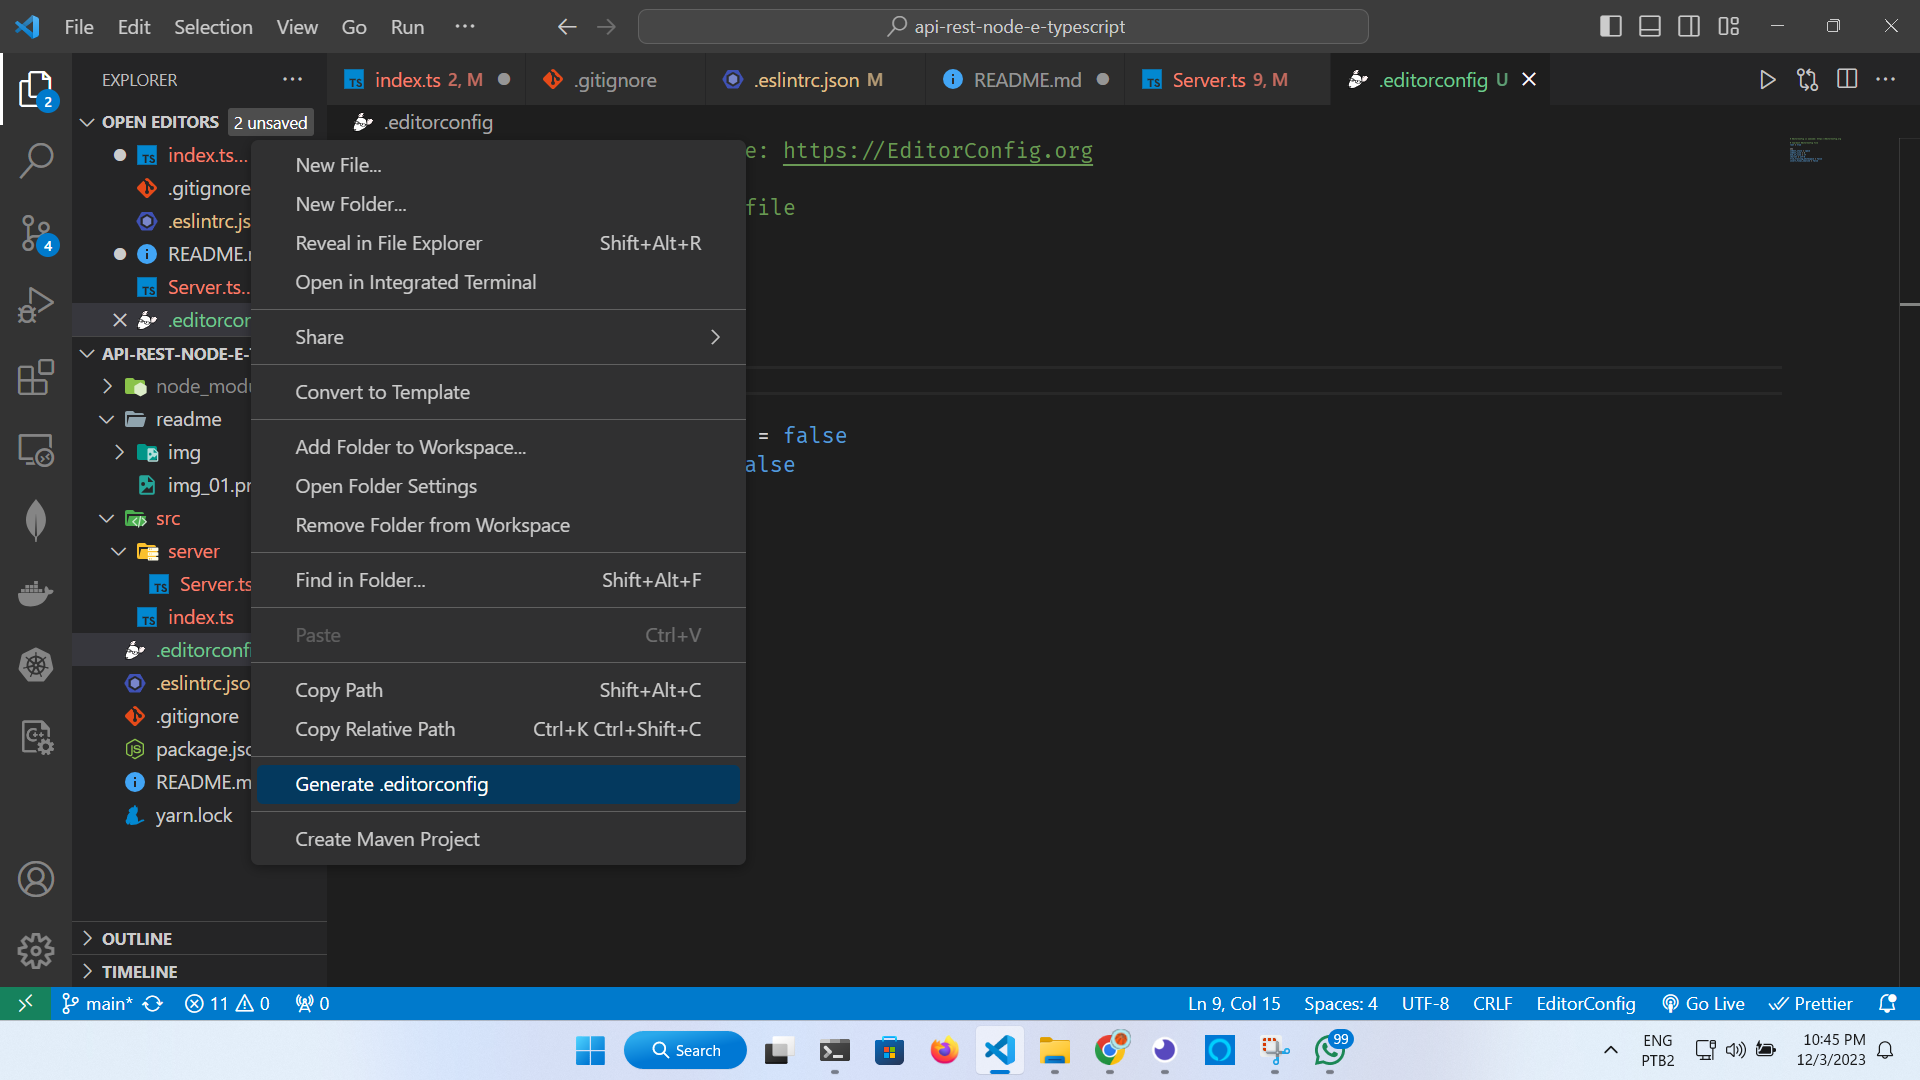 File Edit Selection View Go Run ···
api-rest-node-e-typescript
EXPLORER ···
index.ts 2, M
.gitignore
.eslintrc.json M
README.md
Server.ts 9, M
.editorconfig U
OPEN EDITORS 2 unsaved
.editorconfig
index.ts...
.gitignore
.eslintrc.js
README.
Server.ts...
.editorcor
API-REST-NODE-E-
node_modu
readme
img
img_01.pr
src
server
Server.ts
index.ts
.editorconfi
.eslintrc.jso
.gitignore
package.jsc
README.m
yarn.lock
OUTLINE
TIMELINE
New File...
New Folder...
Reveal in File Explorer Shift+Alt+R
Open in Integrated Terminal
Share
Convert to Template
Add Folder to Workspace...
Open Folder Settings
Remove Folder from Workspace
Find in Folder... Shift+Alt+F
Paste Ctrl+V
Copy Path Shift+Alt+C
Copy Relative Path Ctrl+K Ctrl+Shift+C
Generate .editorconfig
Create Maven Project
e: https://EditorConfig.org
file
= false
alse
2
4
main* 11 0 0
Ln 9, Col 15 Spaces: 4 UTF-8 CRLF EditorConfig Go Live Prettier
Search
99
ENG
PTB2
10:45 PM
12/3/2023